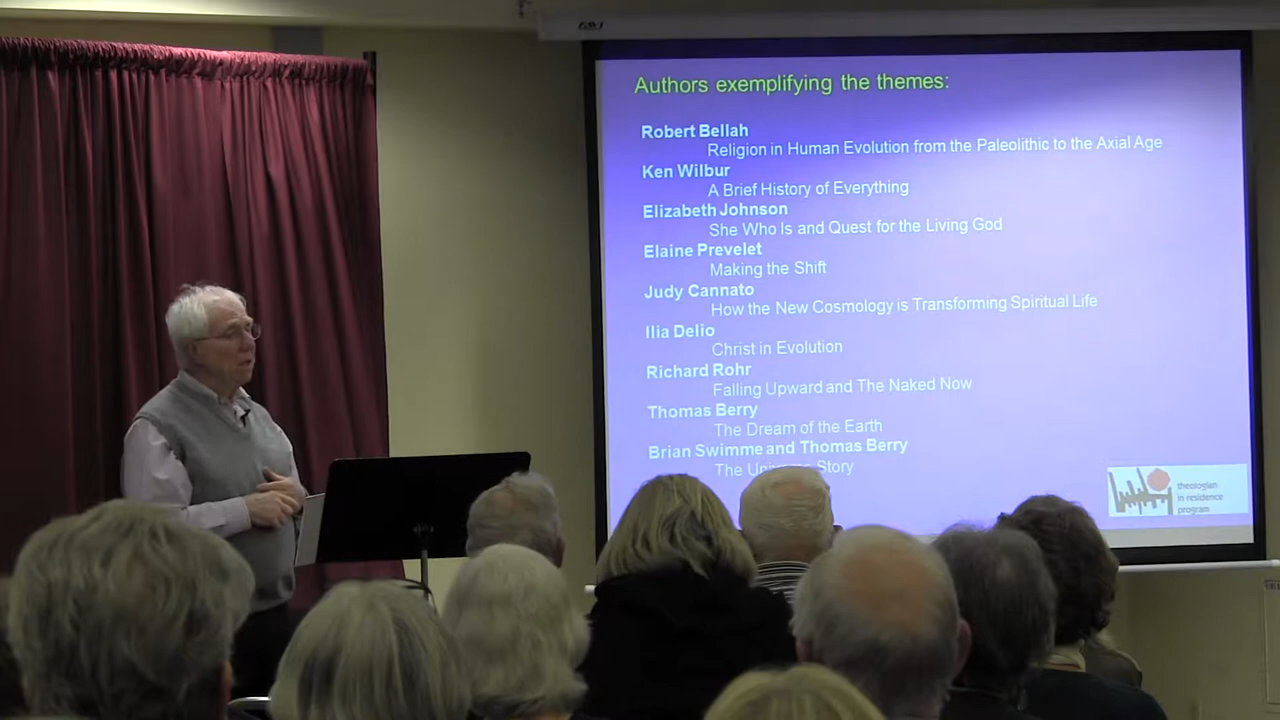 Authors exemplifying the themes:
Robert Bellah
Religion in Human Evolution from the Paleolithic to the Axial Age
Ken Wilbur
A Brief History of Everything
Elizabeth Johnson
She Who Is and Quest for the Living God
Elaine Prevelet
Making the Shift
Judy Cannato
How the New Cosmology is Transforming Spiritual Life
Ilia Delio
Christ in Evolution
Richard Rohr
Falling Upward and The Naked Now
Thomas Berry
The Dream of the Earth
Brian Swimme and Thomas Berry
The Universe Story
theologian
in residence
program